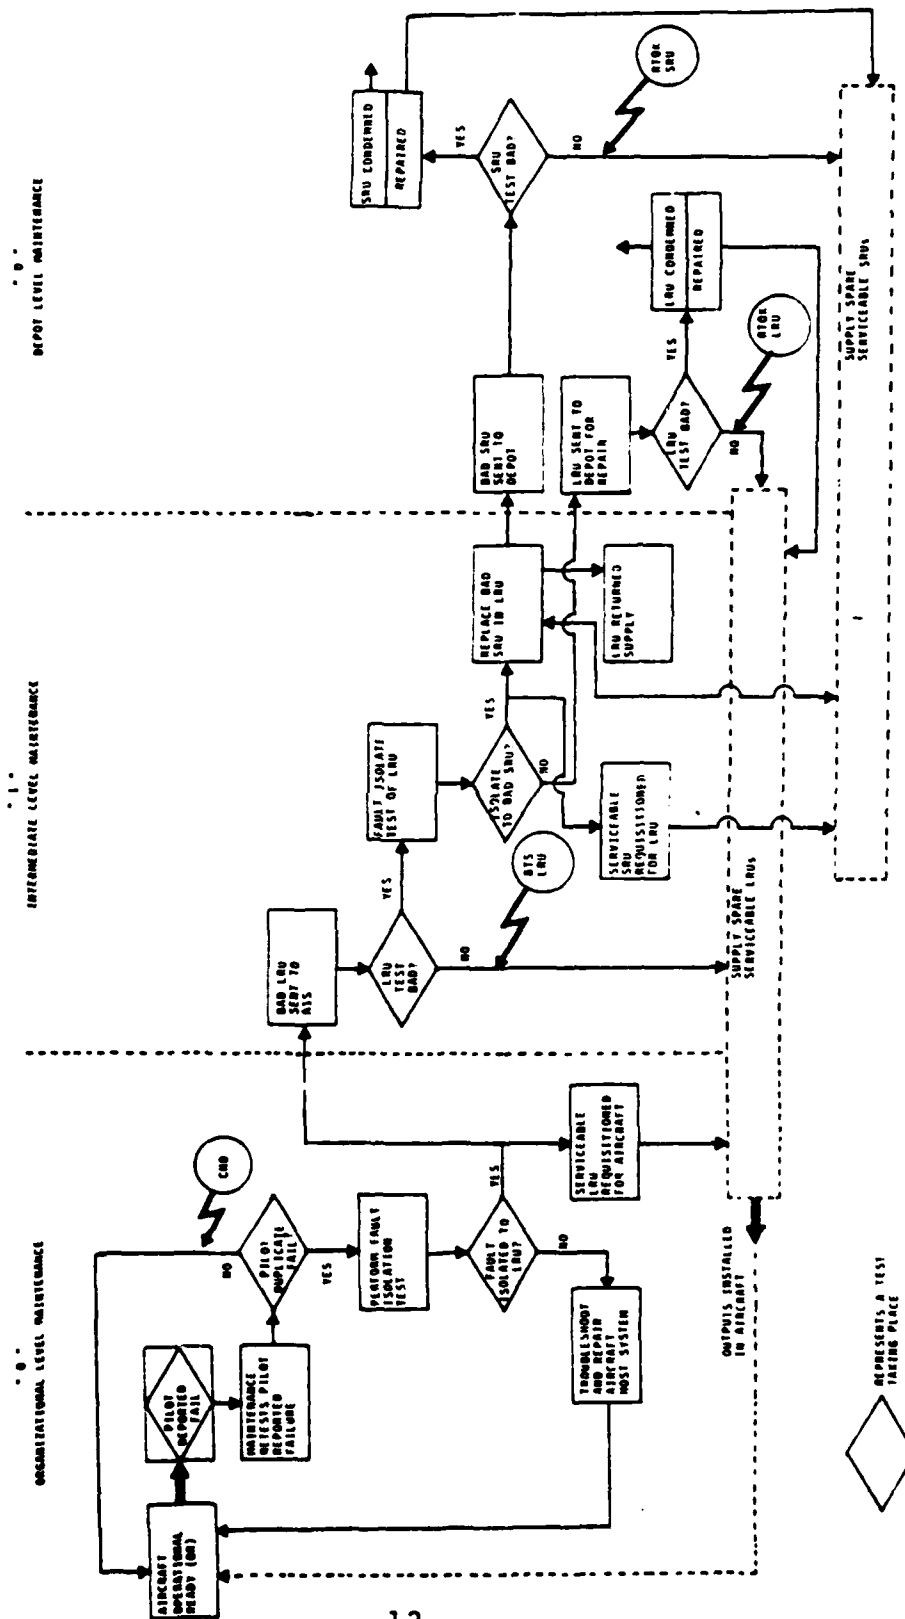 " O "
ORGANIZATIONAL LEVEL MAINTENANCE
" I "
INTERMEDIATE LEVEL MAINTENANCE
" D "
DEPOT LEVEL MAINTENANCE
AIRCRAFT
OPERATIONAL
READY (OR)
PILOT
REPORTED
FAIL
MAINTENANCE
RETESTS PILOT
REPORTED
FAILURE
PILOT
DUPLICATE
FAIL?
NO
YES
CND
PERFORM FAULT
ISOLATION
TEST
FAULT
ISOLATED TO
LRU?
YES
NO
TROUBLESHOOT
AND REPAIR
AIRCRAFT
HOST SYSTEM
SERVICEABLE
LRU
REQUISITIONED
FOR AIRCRAFT
OUTPUTS INSTALLED
IN AIRCRAFT
BAD LRU
SENT TO
AIS
LRU
TEST
BAD?
YES
NO
BTS
LRU
FAULT ISOLATE
TEST OF LRU
ISOLATE
TO BAD SRU?
YES
NO
SERVICEABLE
SRU
REQUISITIONED
FOR LRU
REPLACE BAD
SRU IN LRU
LRU RETURNED
SUPPLY
SUPPLY SPARE
SERVICEABLE LRUs
BAD SRU
SENT TO
DEPOT
SRU
TEST BAD?
YES
NO
SRU CONDEMNED
REPAIRED
RTOK
SRU
LRU SENT TO
DEPOT FOR
REPAIR
LRU
TEST BAD?
YES
NO
LRU CONDEMNED
REPAIRED
RTOK
LRU
SUPPLY SPARE
SERVICEABLE SRUs
REPRESENTS A TEST
TAKING PLACE
12